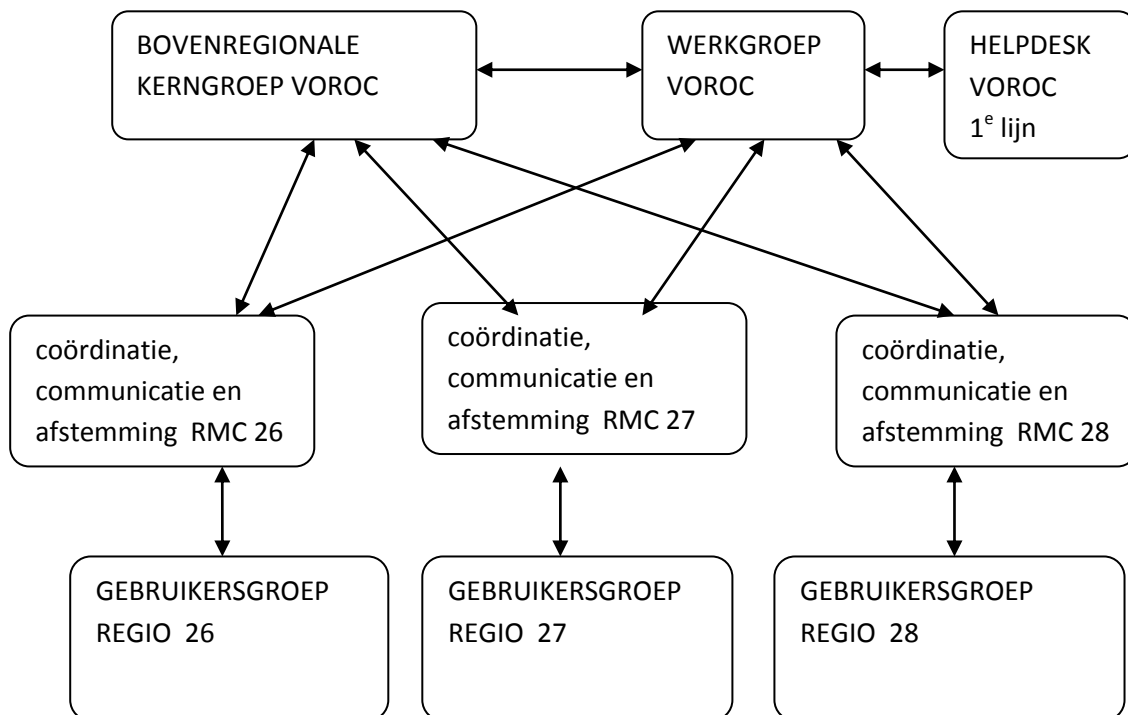 BOVENREGIONALE
KERNGROEP VOROC
WERKGROEP
VOROC
HELPDESK
VOROC
1e lijn
coördinatie,
communicatie en
afstemming  RMC 26
coördinatie,
communicatie en
afstemming  RMC 27
coördinatie,
communicatie en
afstemming  RMC 28
GEBRUIKERSGROEP
REGIO  26
GEBRUIKERSGROEP
REGIO  27
GEBRUIKERSGROEP
REGIO  28